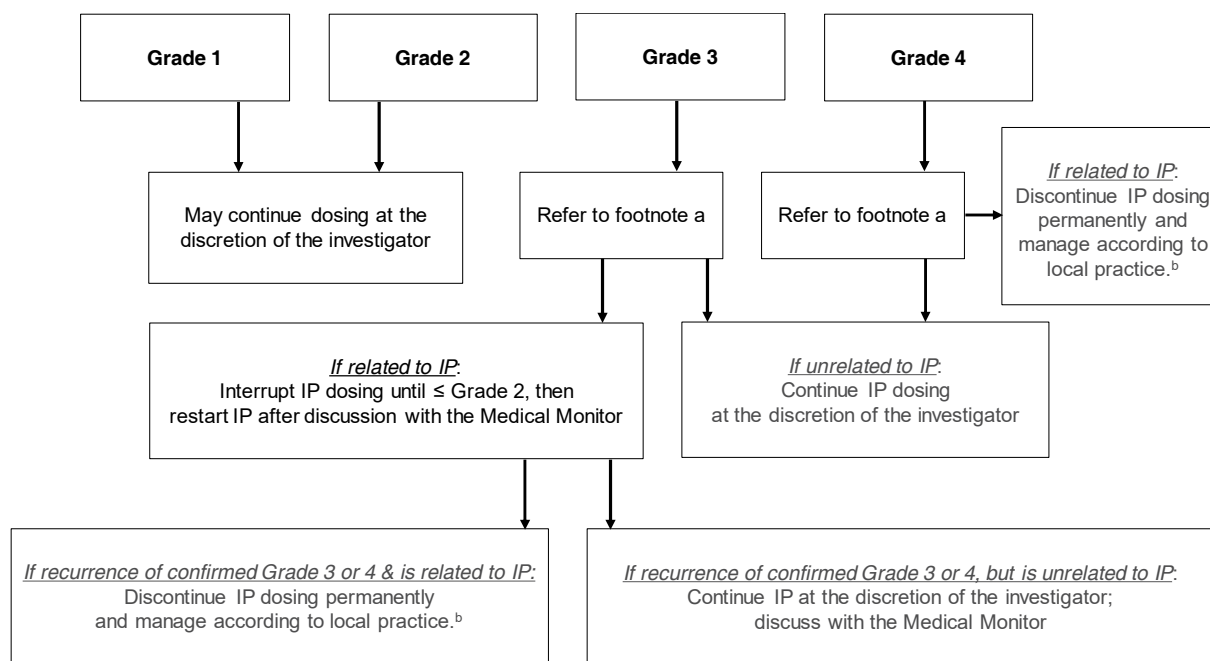 Grade 1
Grade 2
Grade 3
Grade 4
May continue dosing at the
discretion of the investigator
Refer to footnote a
Refer to footnote a
If related to IP:
Discontinue IP dosing
permanently and
manage according to
local practice.ᵇ
If related to IP:
Interrupt IP dosing until ≤ Grade 2, then
restart IP after discussion with the Medical Monitor
If unrelated to IP:
Continue IP dosing
at the discretion of the investigator
If recurrence of confirmed Grade 3 or 4 & is related to IP:
Discontinue IP dosing permanently
and manage according to local practice.ᵇ
If recurrence of confirmed Grade 3 or 4, but is unrelated to IP:
Continue IP at the discretion of the investigator;
discuss with the Medical Monitor